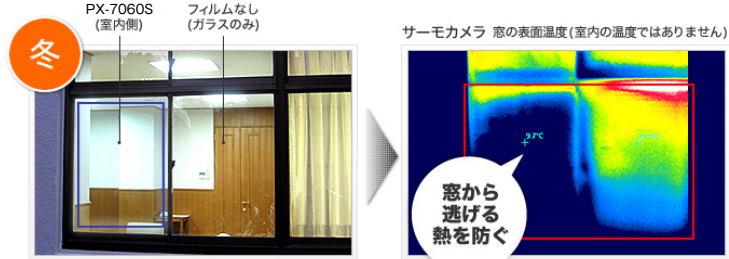 冬
PX-7060S
(室内側)
フィルムなし
(ガラスのみ)
サーモカメラ 窓の表面温度(室内の温度ではありません)
9.7℃
窓から
逃げる
熱を防ぐ